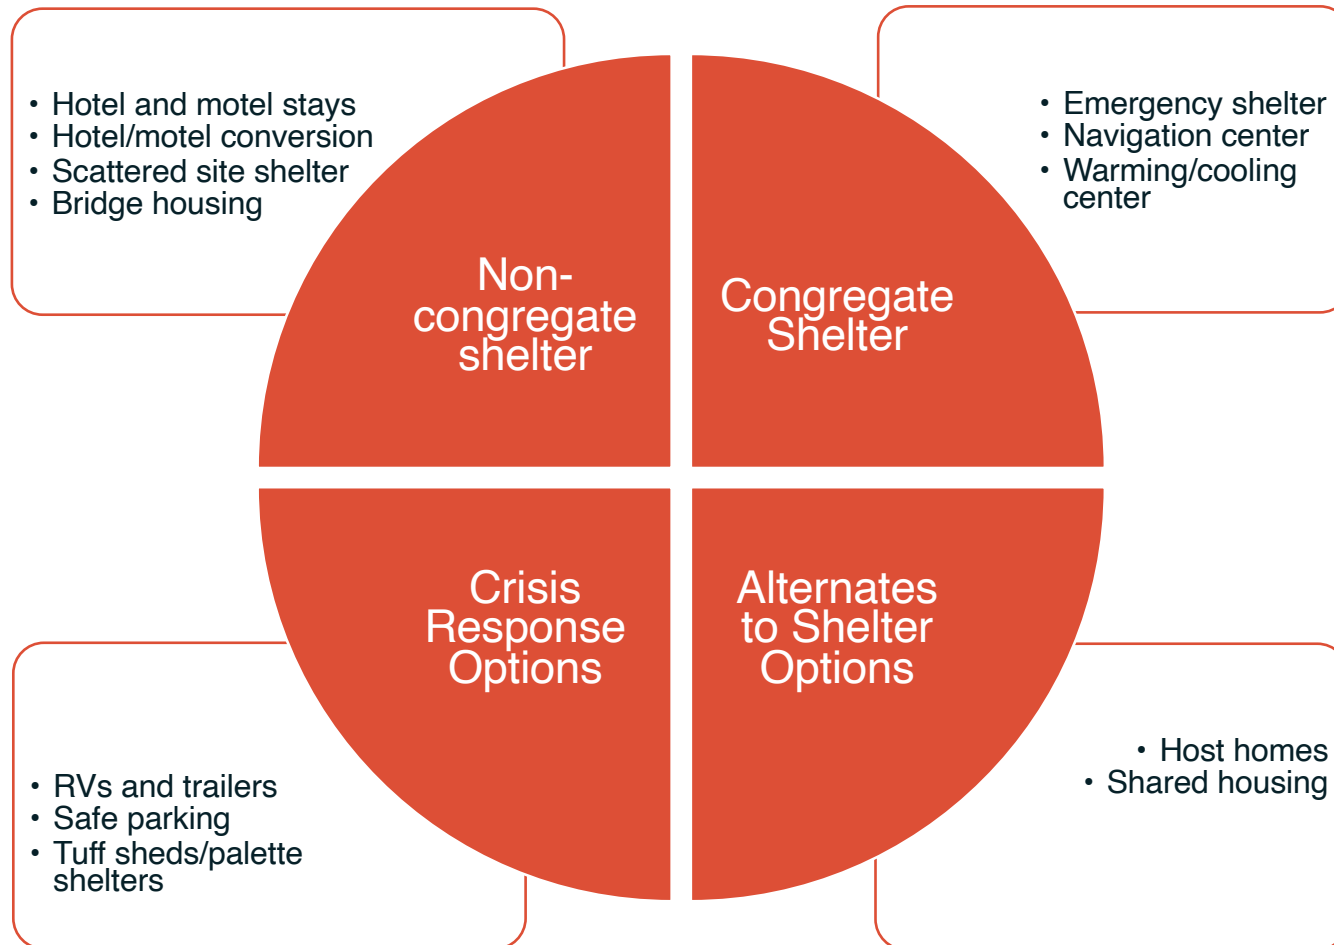 • Hotel and motel stays
• Hotel/motel conversion
• Scattered site shelter
• Bridge housing
• Emergency shelter
• Navigation center
• Warming/cooling
center
Non-
congregate
shelter
Congregate
Shelter
Crisis
Response
Options
Alternates
to Shelter
Options
• RVs and trailers
• Safe parking
• Tuff sheds/palette
shelters
• Host homes
• Shared housing